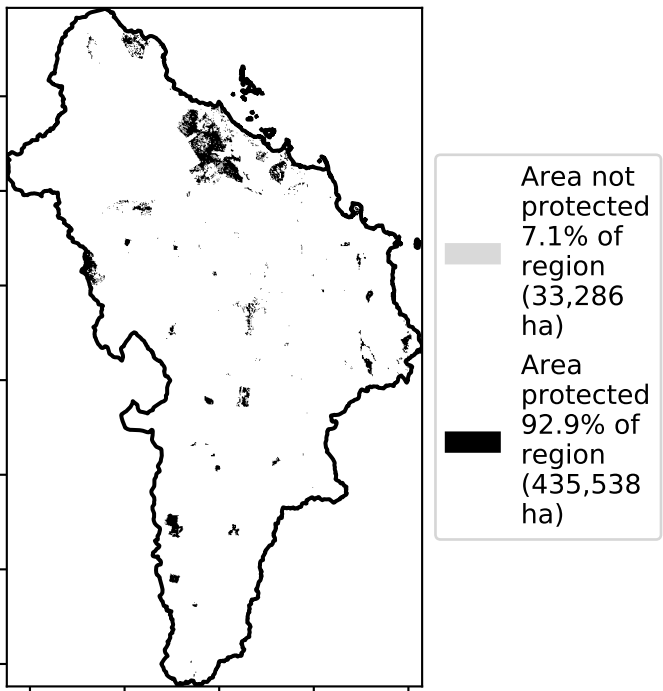 Area not
protected
7.1% of
region
(33,286
ha)
Area
protected
92.9% of
region
(435,538
ha)